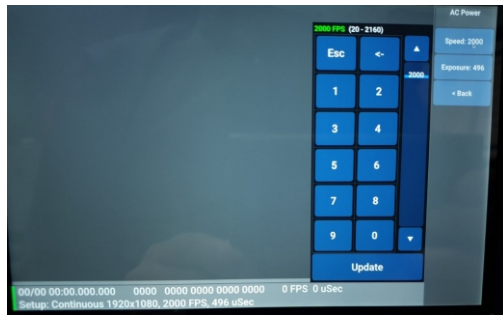 AC Power
2000 FPS (20 - 2160)
Esc <- ▲
Speed: 2000
Exposure: 496
2000
1 2
< Back
3 4
5 6
7 8
9 0 ▼
Update
00/00 00:00.000.000 0000 0000 0000 0000 0000 0 FPS 0 uSec
Setup: Continuous 1920x1080, 2000 FPS, 496 uSec